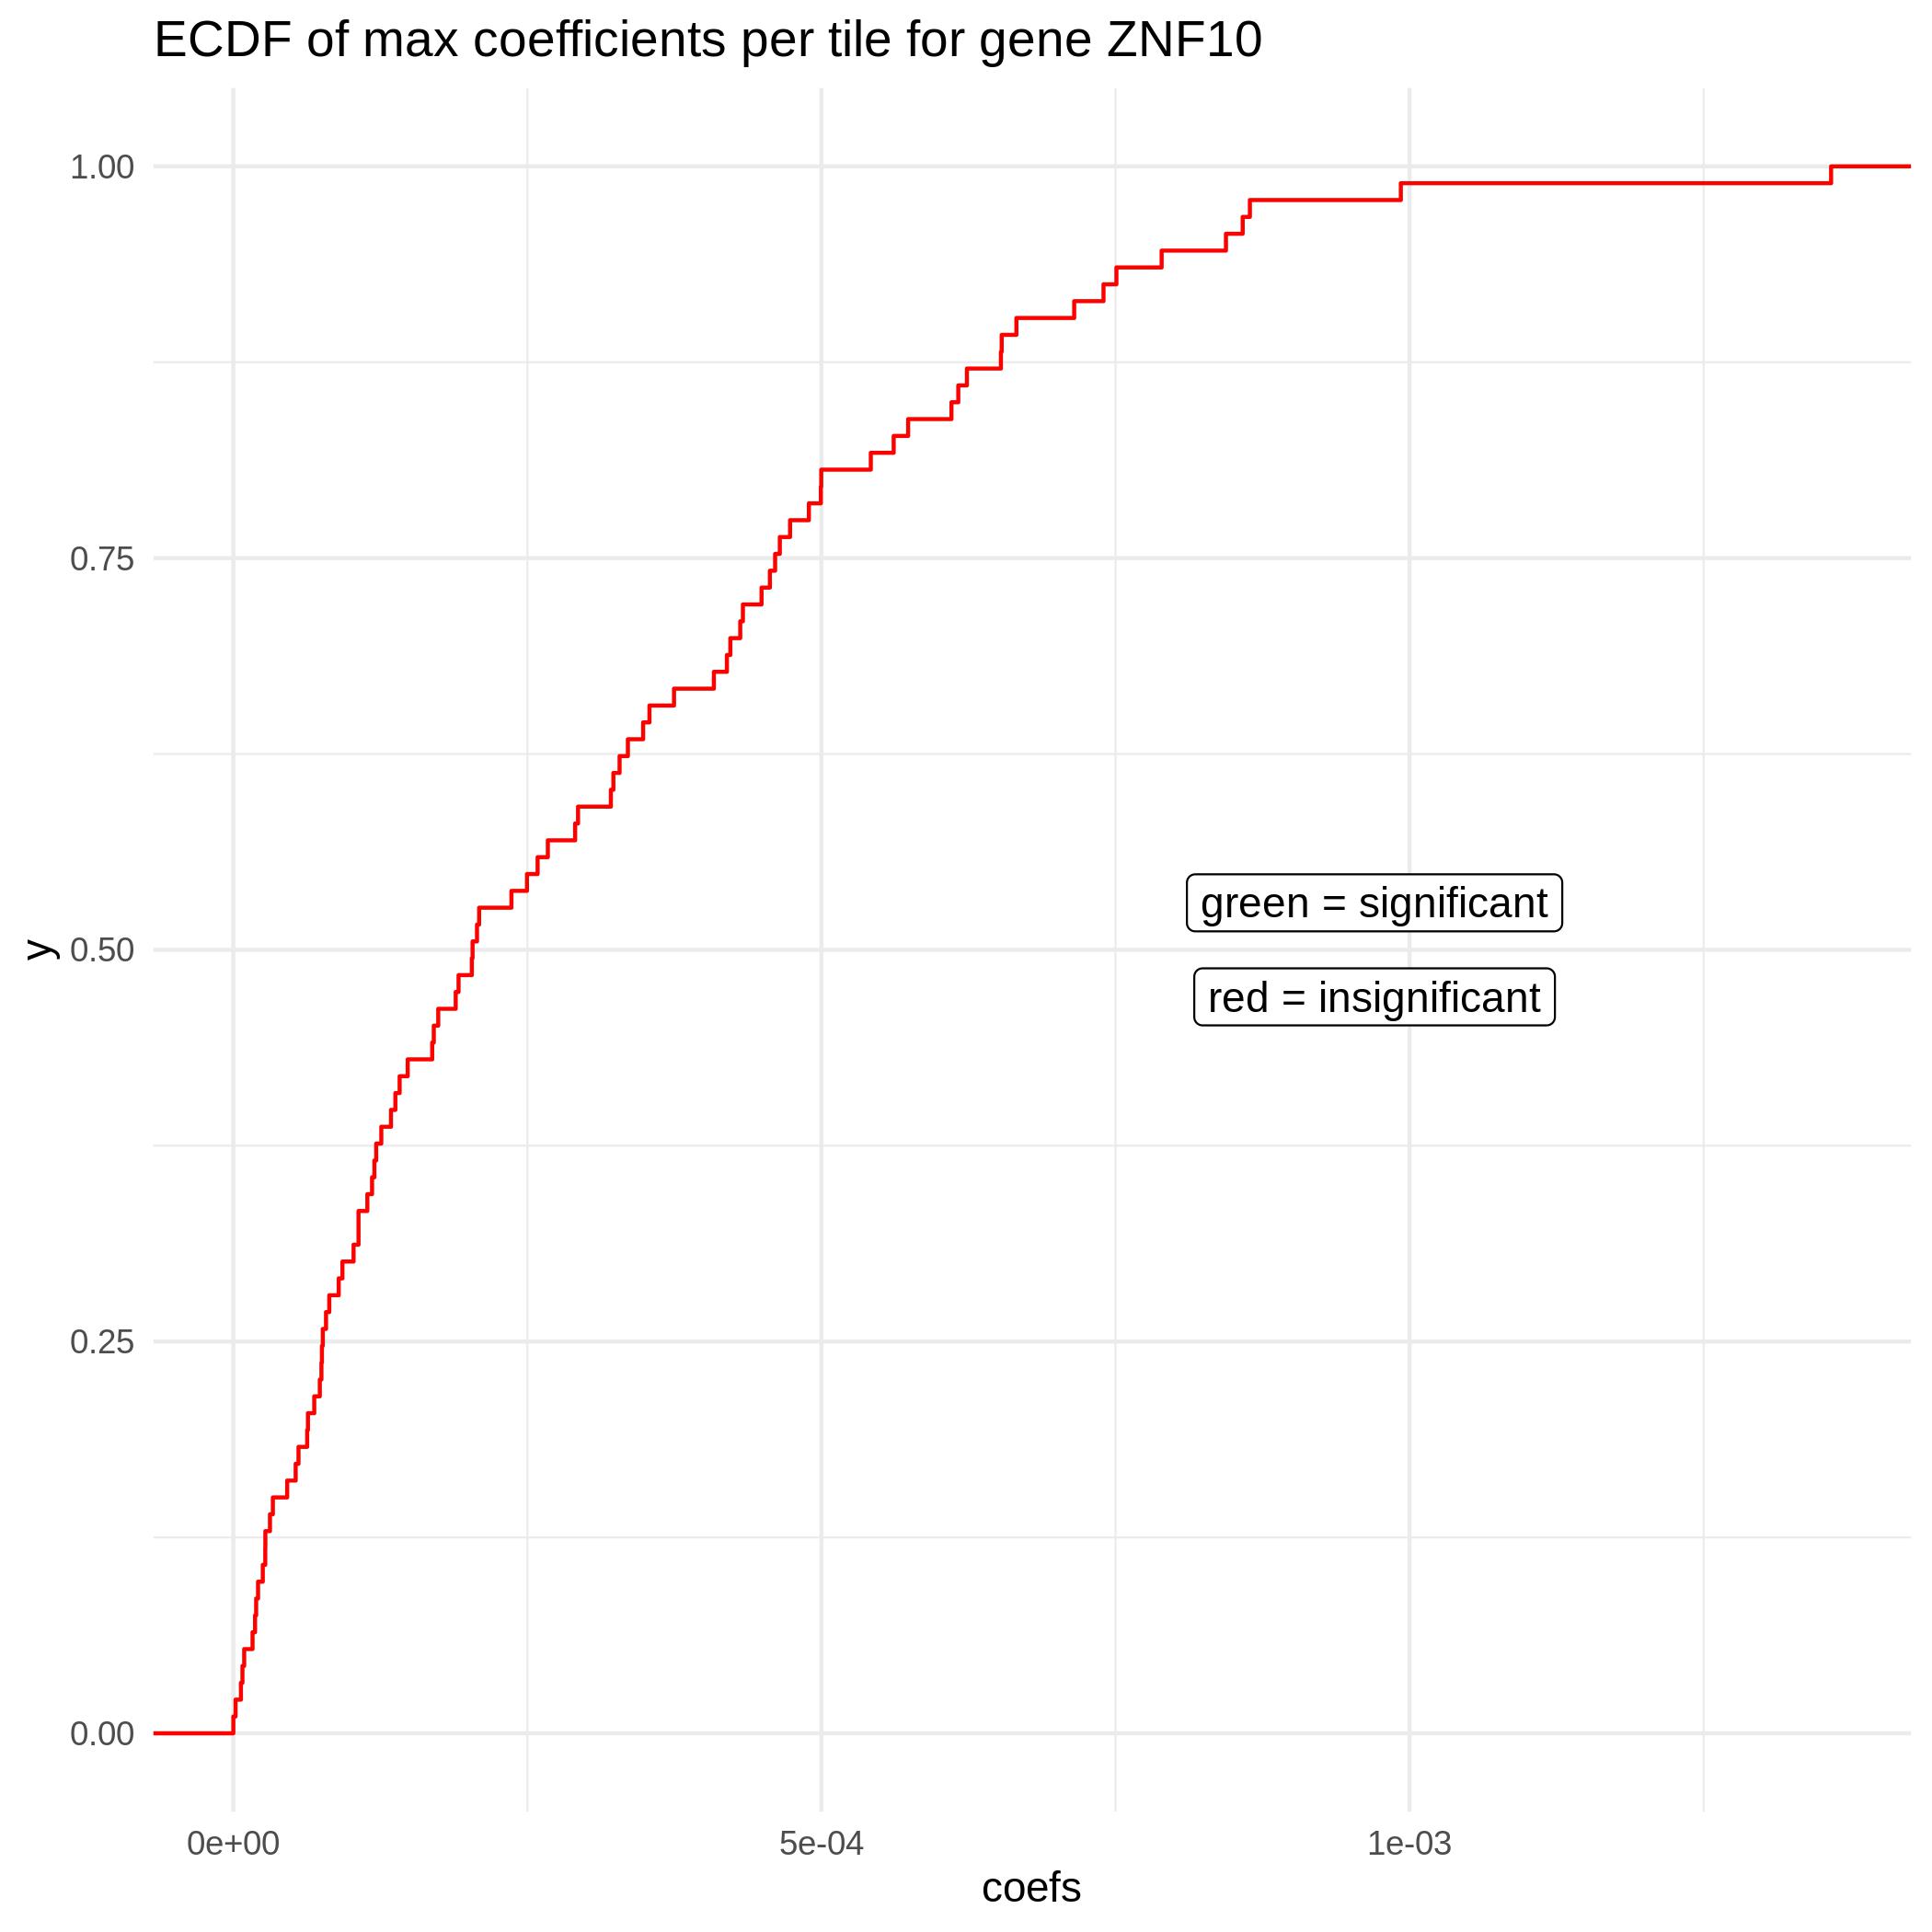 ECDF of max coefficients per tile for gene ZNF10
1.00
0.75
0.50
0.25
0.00
y
green = significant
red = insignificant
0e+00
5e-04
1e-03
coefs